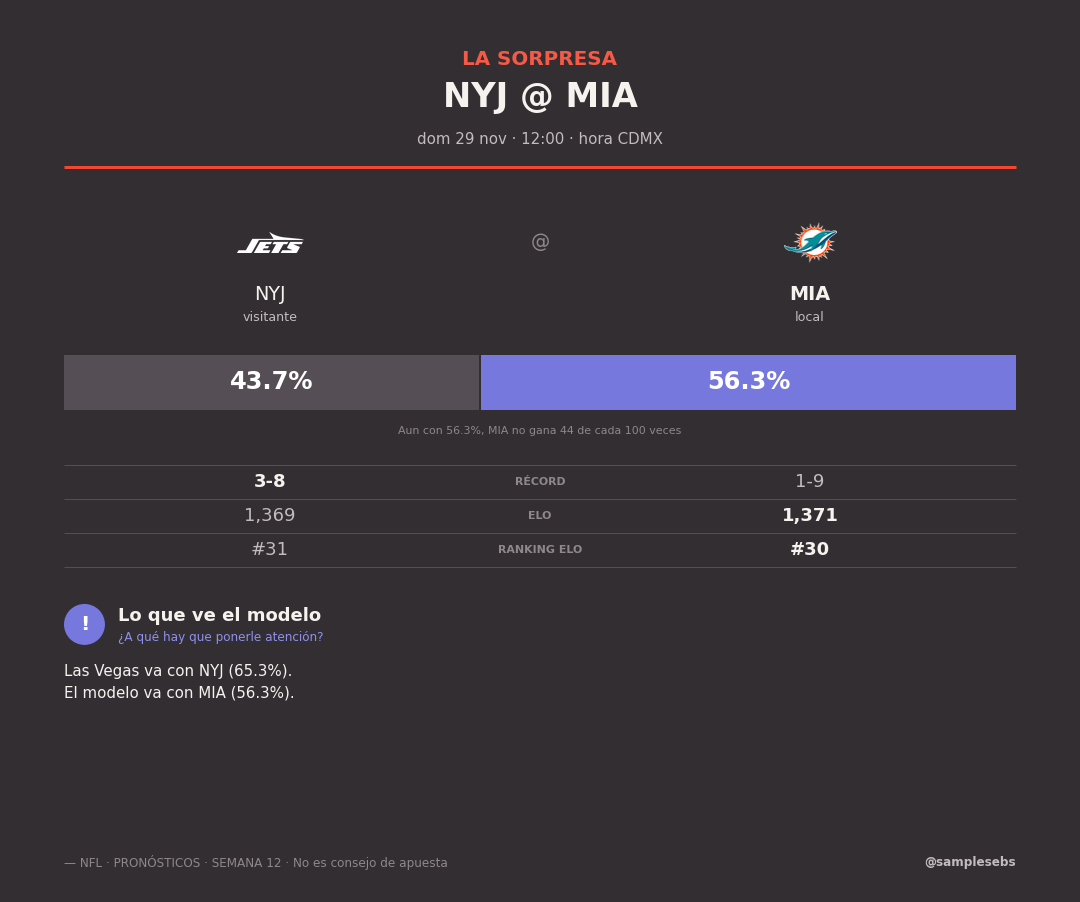 LA SORPRESA
NYJ @ MIA
dom 29 nov · 12:00 · hora CDMX
JETS
@
NYJ
MIA
visitante
local
43.7%
56.3%
Aun con 56.3%, MIA no gana 44 de cada 100 veces
3-8 RÉCORD 1-9
1,369 ELO 1,371
#31 RANKING ELO #30
! Lo que ve el modelo
¿A qué hay que ponerle atención?
Las Vegas va con NYJ (65.3%).
El modelo va con MIA (56.3%).
— NFL · PRONÓSTICOS · SEMANA 12 · No es consejo de apuesta
@samplesebs